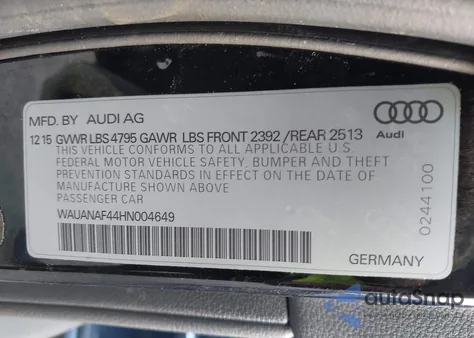 MFD. BY AUDI AG
12 15 GVWR LBS 4795 GAWR LBS FRONT 2392 /REAR 2513
THIS VEHICLE CONFORMS TO ALL APPLICABLE U.S.
FEDERAL MOTOR VEHICLE SAFETY, BUMPER AND THEFT
PREVENTION STANDARDS IN EFFECT ON THE DATE OF
MANUFACTURE SHOWN ABOVE
PASSENGER CAR
WAUANAF44HN004649
Audi
0244100
GERMANY
autoSnap